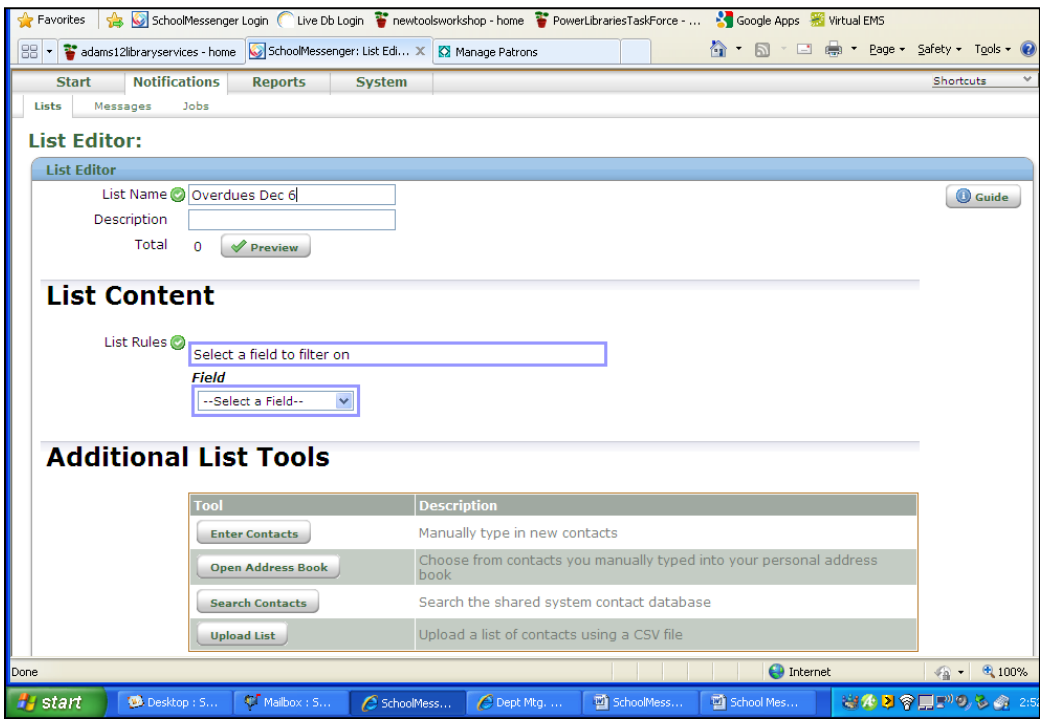 Favorites SchoolMessenger Login Live Db Login newtoolsworkshop - home PowerLibrariesTaskForce - ... Google Apps Virtual EMS
adams12libraryservices - home SchoolMessenger: List Edi... X Manage Patrons Page Safety Tools
Start Notifications Reports System Shortcuts
Lists Messages Jobs
List Editor:
List Editor
List Name Overdues Dec 6 Guide
Description
Total 0 Preview
List Content
List Rules
Select a field to filter on
Field
--Select a Field--
Additional List Tools
Tool Description
Enter Contacts Manually type in new contacts
Open Address Book Choose from contacts you manually typed into your personal address
book
Search Contacts Search the shared system contact database
Upload List Upload a list of contacts using a CSV file
Done Internet 100%
start Desktop : S... Mailbox : S... SchoolMess... Dept Mtg. ... SchoolMess... School Mes...